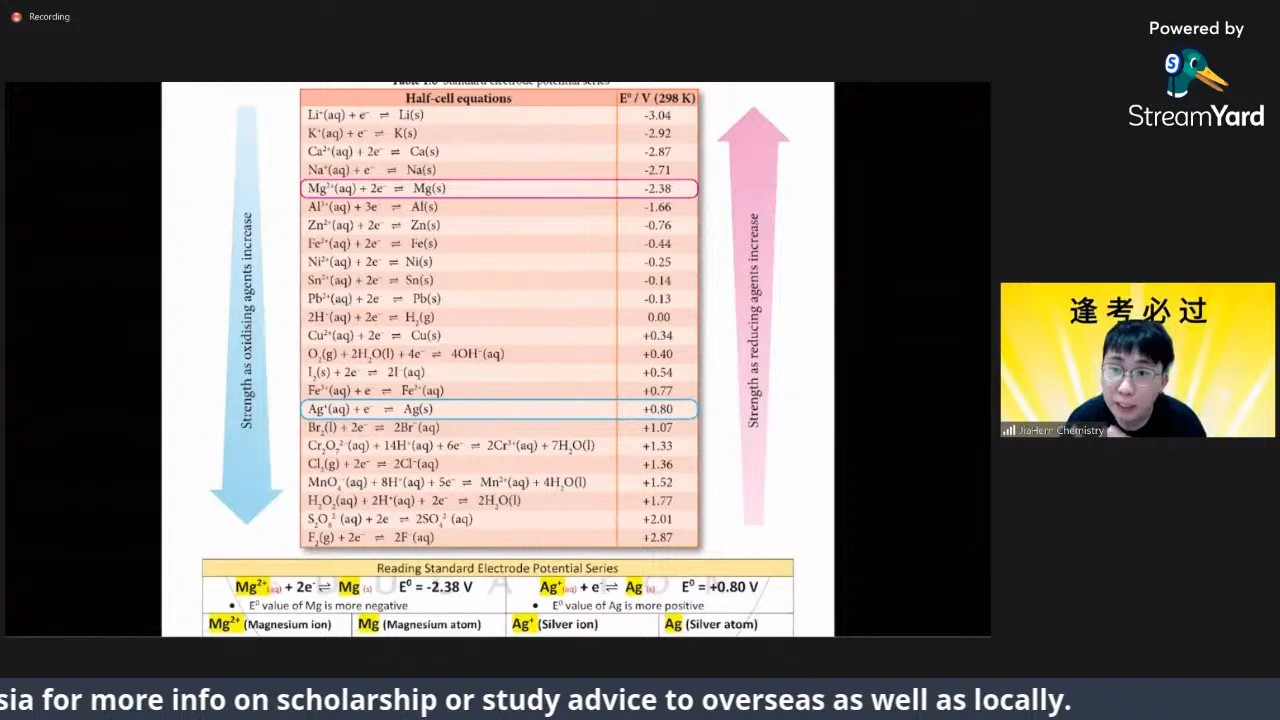 Recording
Powered by
StreamYard
Table 1.6 Standard electrode potential series
Half-cell equations E⁰ / V (298 K)
Li⁺(aq) + e⁻ ⇌ Li(s) -3.04
K⁺(aq) + e⁻ ⇌ K(s) -2.92
Ca²⁺(aq) + 2e⁻ ⇌ Ca(s) -2.87
Na⁺(aq) + e⁻ ⇌ Na(s) -2.71
Mg²⁺(aq) + 2e⁻ ⇌ Mg(s) -2.38
Al³⁺(aq) + 3e⁻ ⇌ Al(s) -1.66
Zn²⁺(aq) + 2e⁻ ⇌ Zn(s) -0.76
Fe²⁺(aq) + 2e⁻ ⇌ Fe(s) -0.44
Ni²⁺(aq) + 2e⁻ ⇌ Ni(s) -0.25
Sn²⁺(aq) + 2e⁻ ⇌ Sn(s) -0.14
Pb²⁺(aq) + 2e⁻ ⇌ Pb(s) -0.13
2H⁺(aq) + 2e⁻ ⇌ H₂(g) 0.00
Cu²⁺(aq) + 2e⁻ ⇌ Cu(s) +0.34
O₂(g) + 2H₂O(l) + 4e⁻ ⇌ 4OH⁻(aq) +0.40
I₂(s) + 2e⁻ ⇌ 2I⁻(aq) +0.54
Fe³⁺(aq) + e⁻ ⇌ Fe²⁺(aq) +0.77
Ag⁺(aq) + e⁻ ⇌ Ag(s) +0.80
Br₂(l) + 2e⁻ ⇌ 2Br⁻(aq) +1.07
Cr₂O₇²⁻(aq) + 14H⁺(aq) + 6e⁻ ⇌ 2Cr³⁺(aq) + 7H₂O(l) +1.33
Cl₂(g) + 2e⁻ ⇌ 2Cl⁻(aq) +1.36
MnO₄⁻(aq) + 8H⁺(aq) + 5e⁻ ⇌ Mn²⁺(aq) + 4H₂O(l) +1.52
H₂O₂(aq) + 2H⁺(aq) + 2e⁻ ⇌ 2H₂O(l) +1.77
S₂O₈²⁻(aq) + 2e ⇌ 2SO₄²⁻(aq) +2.01
F₂(g) + 2e⁻ ⇌ 2F⁻(aq) +2.87
Strength as oxidising agents increase
Strength as reducing agents increase
Reading Standard Electrode Potential Series
Mg²⁺(aq) + 2e⁻ ⇌ Mg (s) E⁰ = -2.38 V
Ag⁺(aq) + e⁻ ⇌ Ag (s) E⁰ = +0.80 V
• E⁰ value of Mg is more negative
• E⁰ value of Ag is more positive
Mg²⁺ (Magnesium ion) Mg (Magnesium atom) Ag⁺ (Silver ion) Ag (Silver atom)
逢考必过
JiaHern Chemistry
sia for more info on scholarship or study advice to overseas as well as locally.